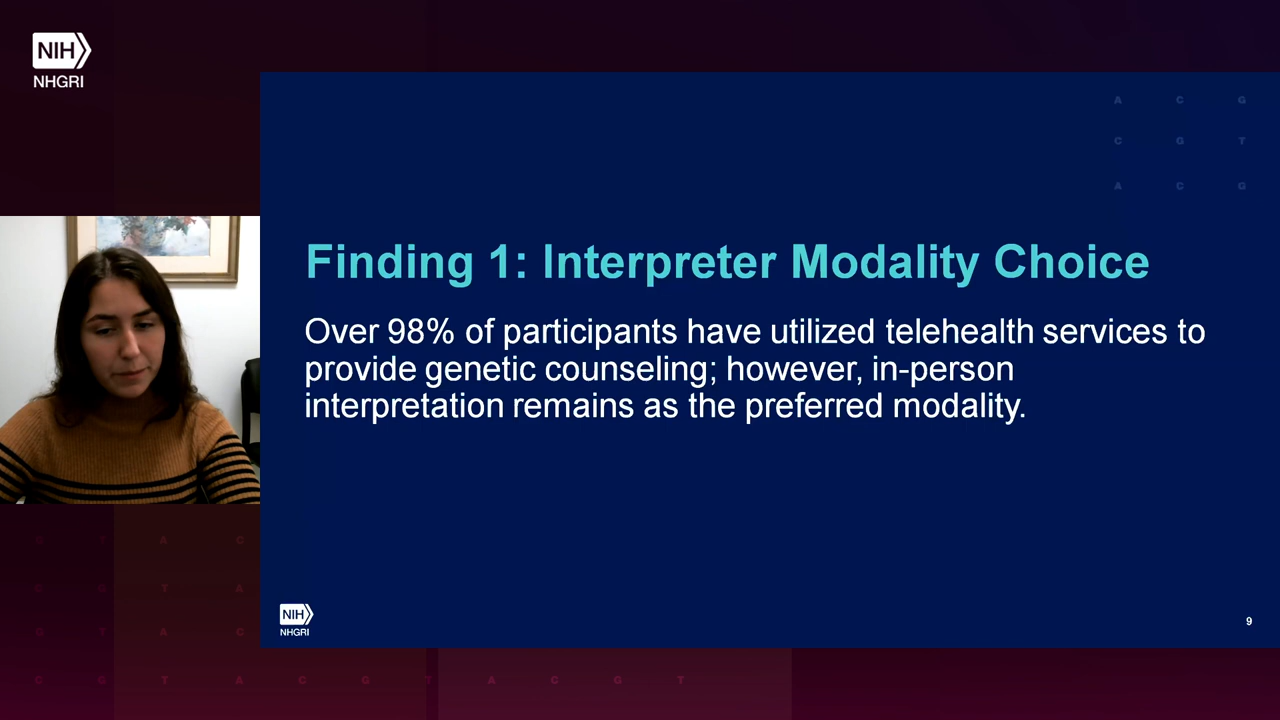 NIH
NHGRI
A C G
C G T
A C G
Finding 1: Interpreter Modality Choice
Over 98% of participants have utilized telehealth services to
provide genetic counseling; however, in-person
interpretation remains as the preferred modality.
G T A C
G G T A
G T A C
NIH
NHGRI
9
G G T A C G T A C G T